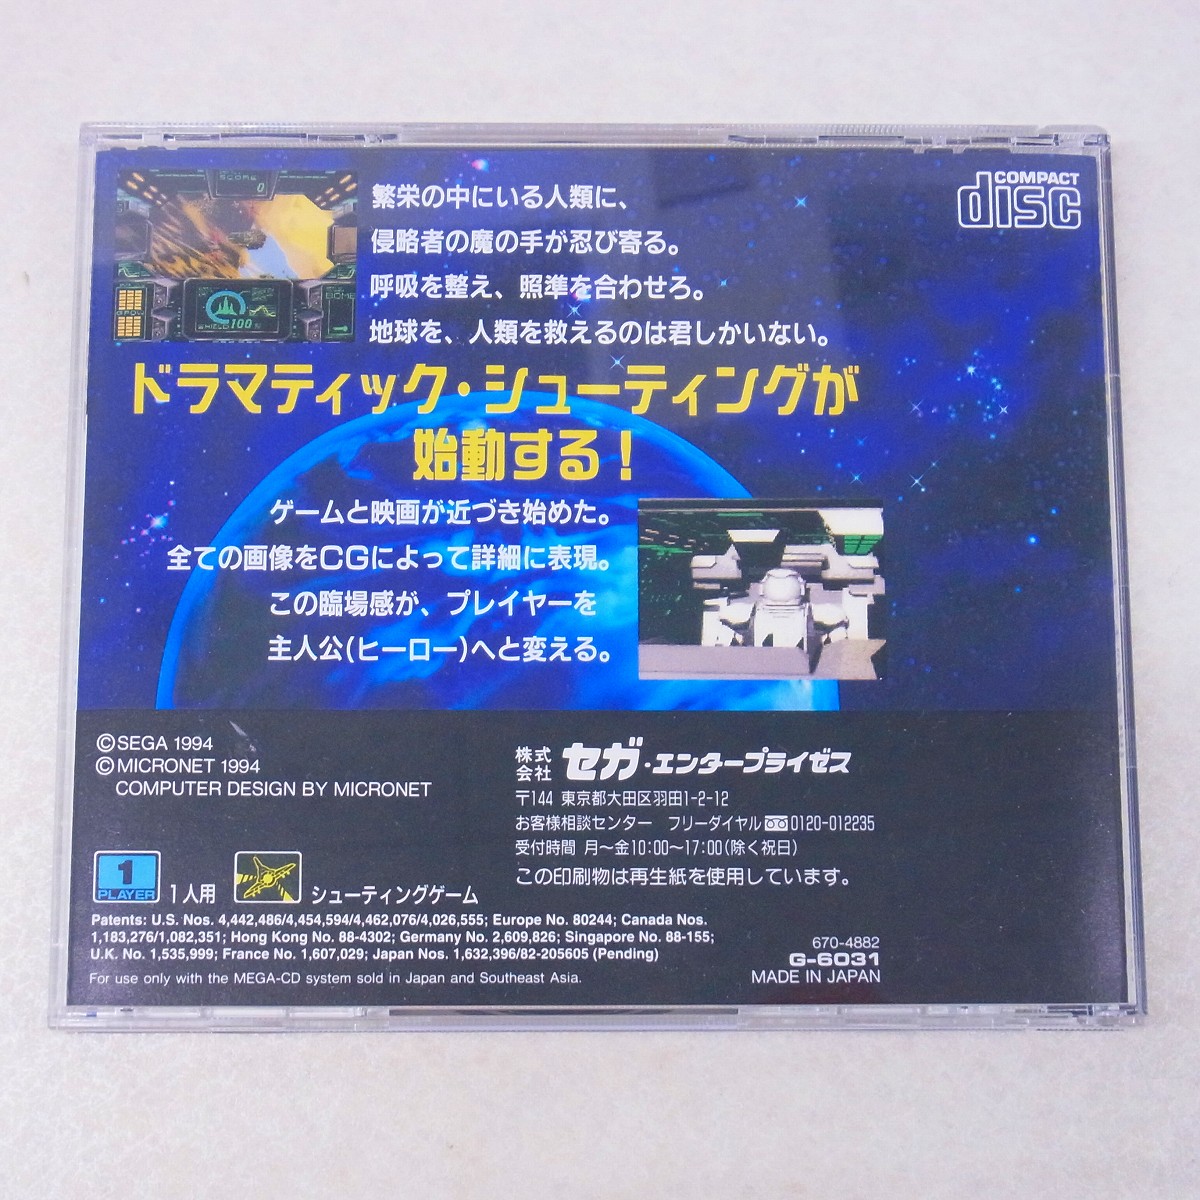 SCORE
0
POW
SHIELD 100%
BOMB
繁栄の中にいる人類に、
侵略者の魔の手が忍び寄る。
呼吸を整え、照準を合わせろ。
地球を、人類を救えるのは君しかいない。
COMPACT
disc
ドラマティック・シューティングが
始動する!
ゲームと映画が近づき始めた。
全ての画像をCGによって詳細に表現。
この臨場感が、プレイヤーを
主人公(ヒーロー)へと変える。
©SEGA 1994
©MICRONET 1994
COMPUTER DESIGN BY MICRONET
株式会社 セガ・エンタープライゼス
〒144 東京都大田区羽田1-2-12
お客様相談センター フリーダイヤル 0120-012235
受付時間 月〜金10:00〜17:00(除く祝日)
この印刷物は再生紙を使用しています。
1
PLAYER
1人用
シューティングゲーム
Patents: U.S. Nos. 4,442,486/4,454,594/4,462,076/4,026,555; Europe No. 80244; Canada Nos.
1,183,276/1,082,351; Hong Kong No. 88-4302; Germany No. 2,609,826; Singapore No. 88-155;
U.K. No. 1,535,999; France No. 1,607,029; Japan Nos. 1,632,396/82-205605 (Pending)
For use only with the MEGA-CD system sold in Japan and Southeast Asia.
670-4882
G-6031
MADE IN JAPAN